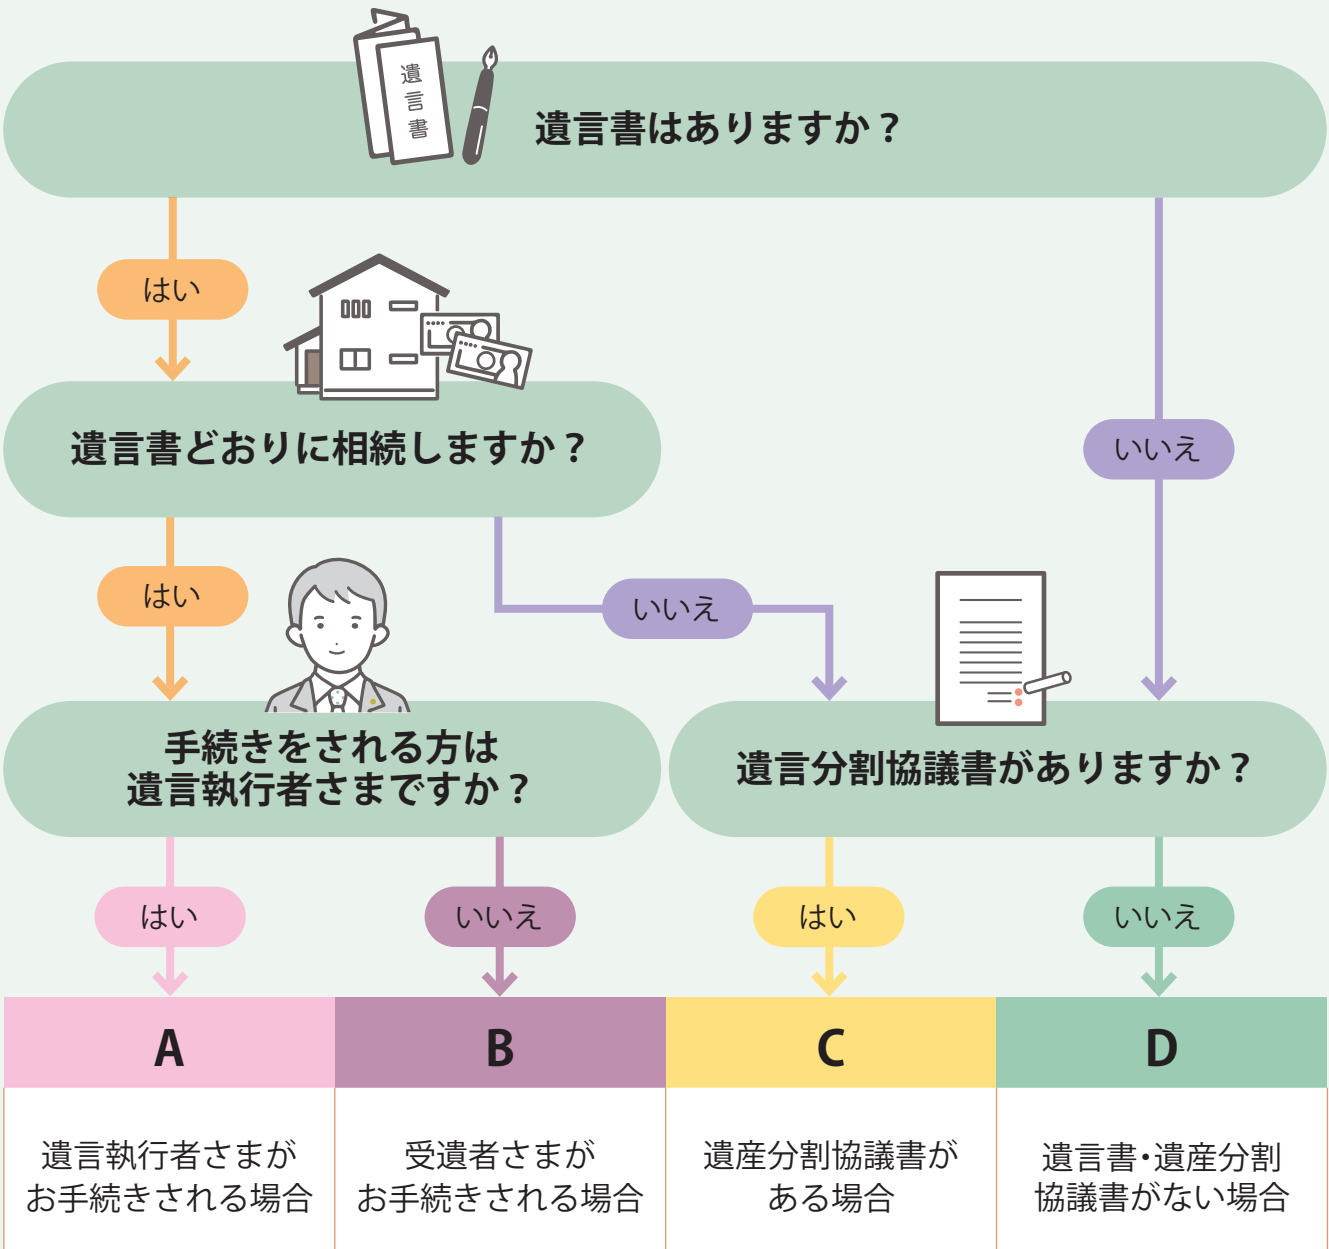 遺言書
遺言書はありますか？
はい
遺言書どおりに相続しますか？
いいえ
はい
いいえ
手続きをされる方は
遺言執行者さまですか？
遺言分割協議書がありますか？
はい
いいえ
はい
いいえ
A
B
C
D
遺言執行者さまが
お手続きされる場合
受遺者さまが
お手続きされる場合
遺産分割協議書が
ある場合
遺言書・遺産分割
協議書がない場合